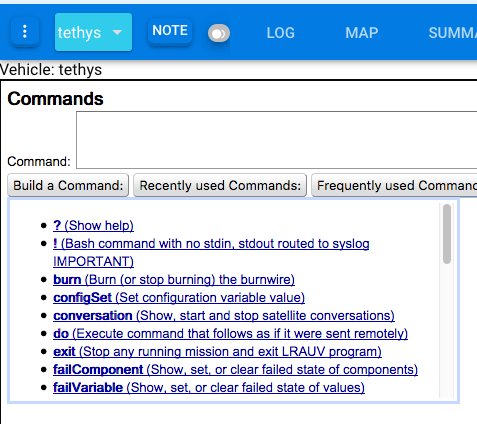 tethys
NOTE
LOG
MAP
SUMMA
Vehicle: tethys
Commands
Command:
Build a Command:
Recently used Commands:
Frequently used Comman
? (Show help)
! (Bash command with no stdin, stdout routed to syslog
IMPORTANT)
burn (Burn (or stop burning) the burnwire)
configSet (Set configuration variable value)
conversation (Show, start and stop satellite conversations)
do (Execute command that follows as if it were sent remotely)
exit (Stop any running mission and exit LRAUV program)
failComponent (Show, set, or clear failed state of components)
failVariable (Show, set, or clear failed state of values)